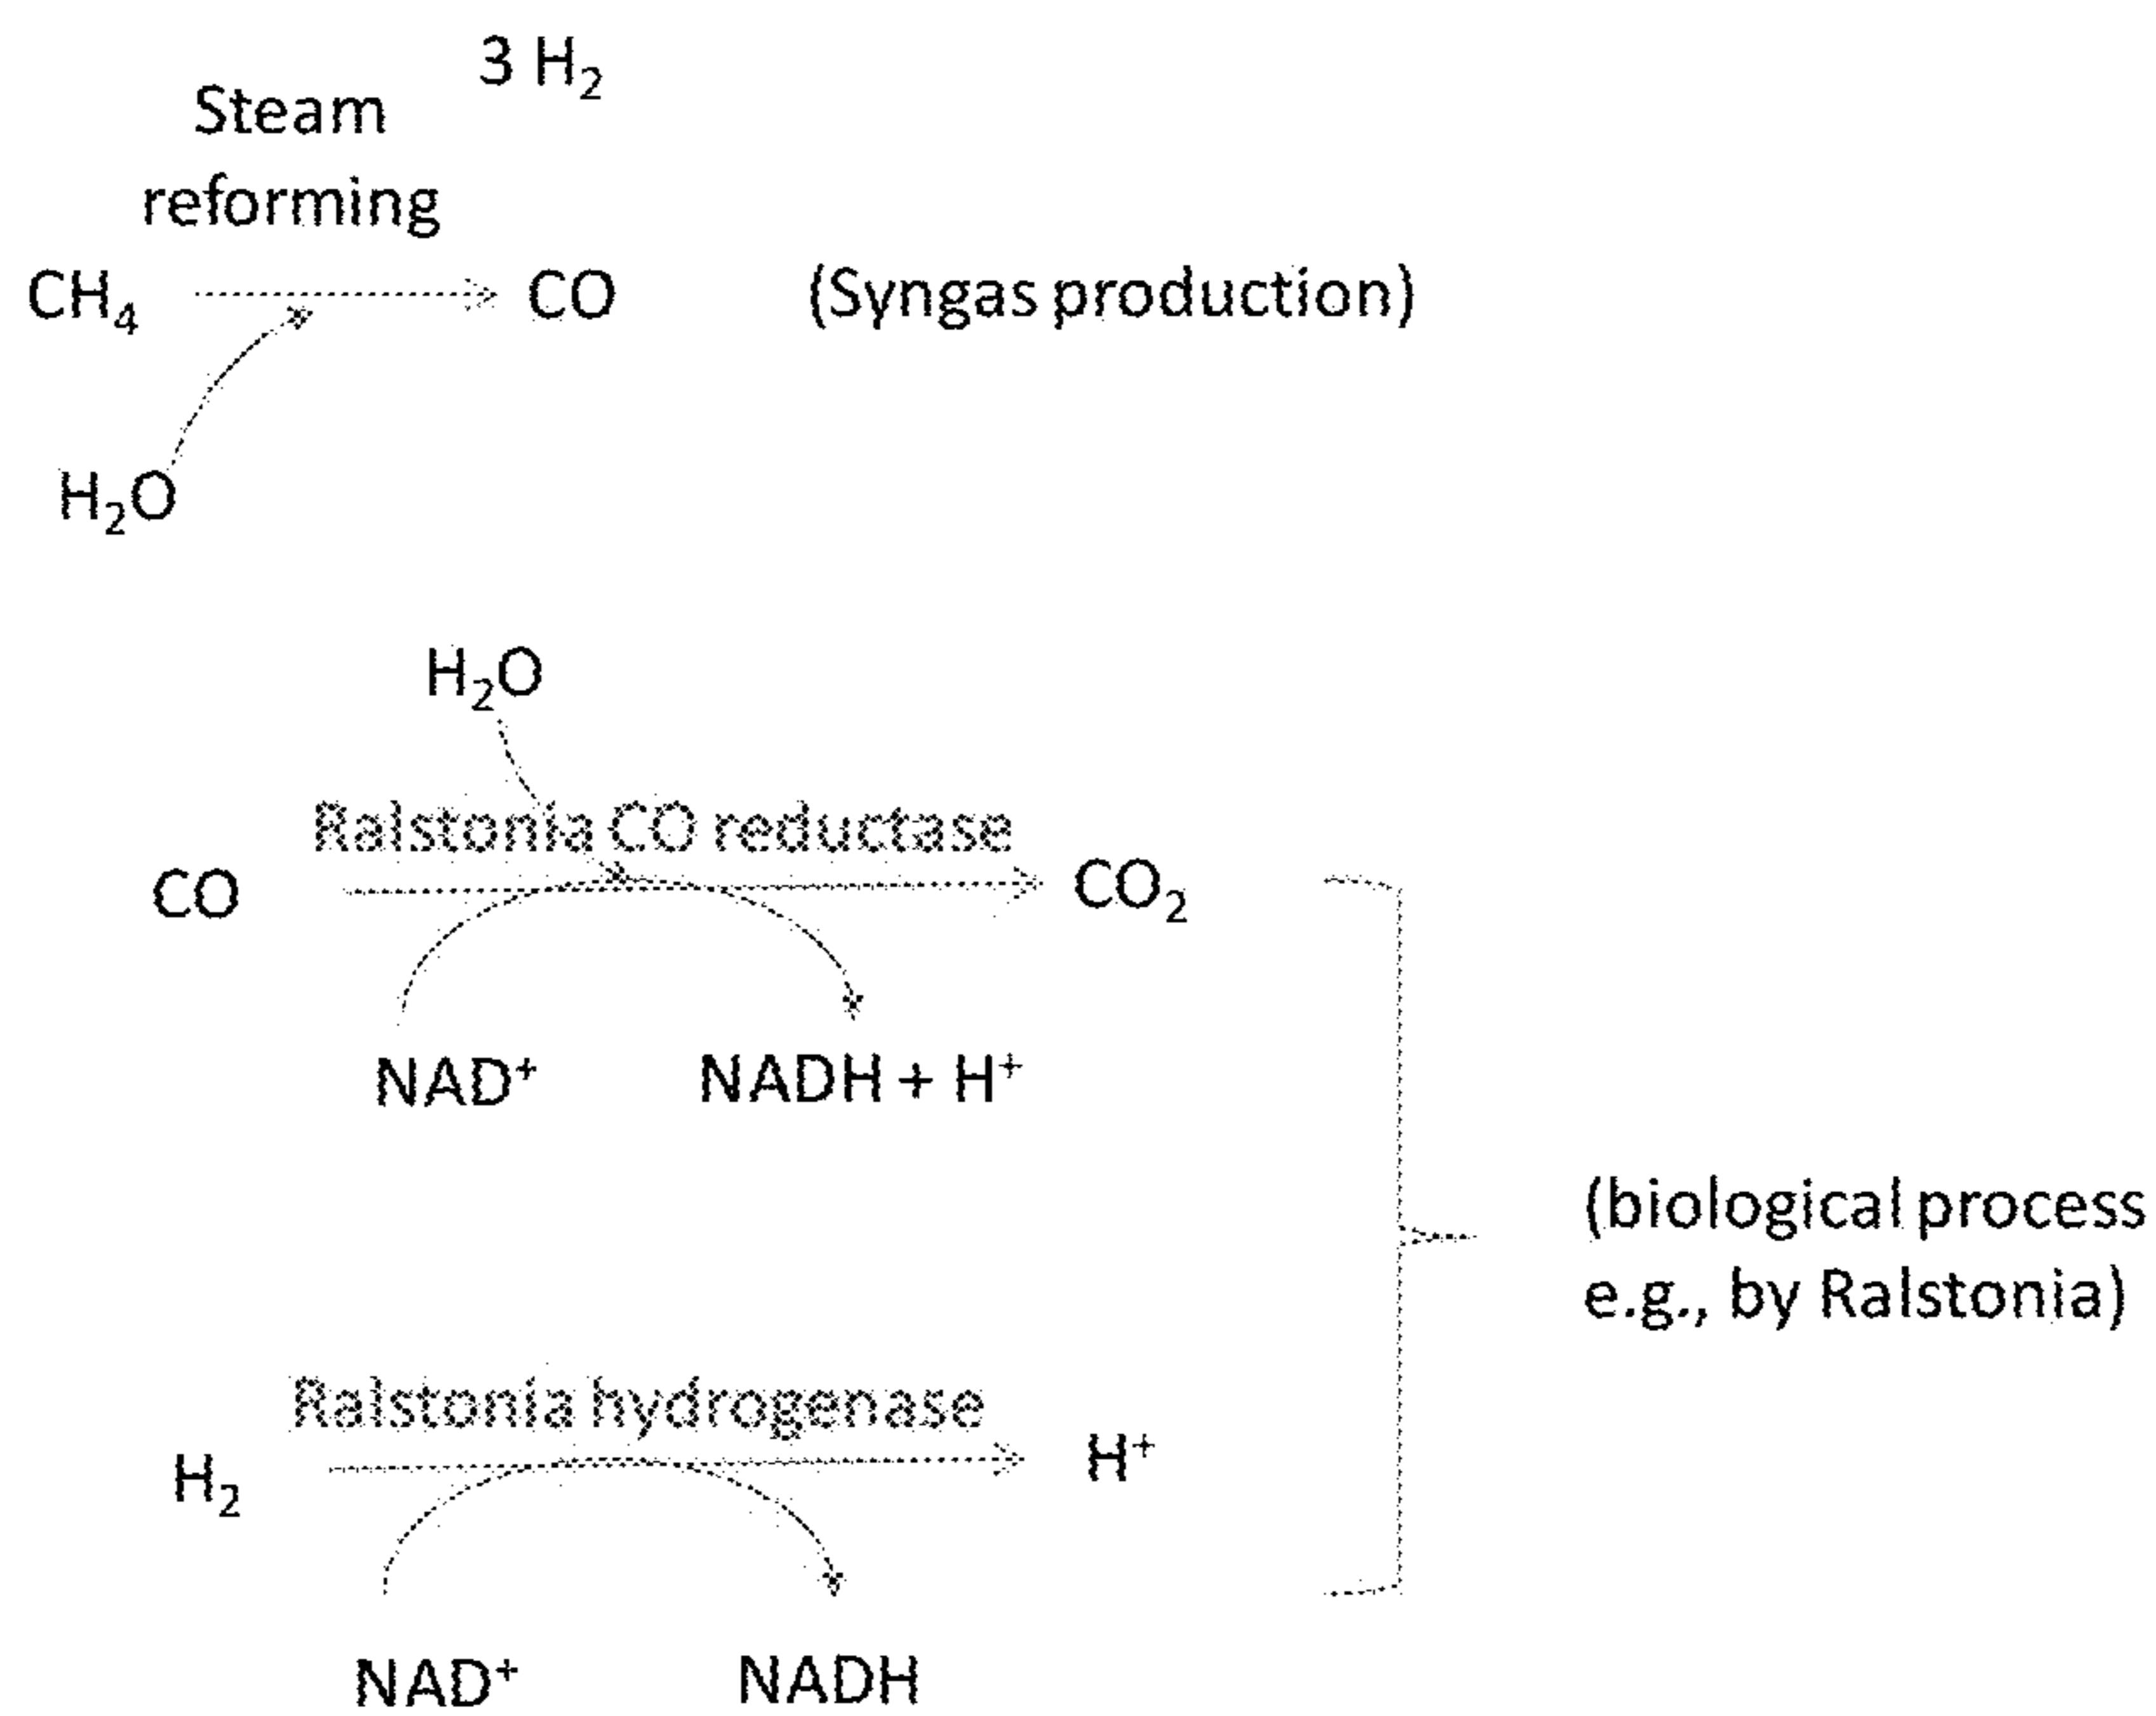 3 H₂
Steam
reforming
CH₄ CO (Syngas production)
H₂O
H₂O
Ralstonia CO reductase
CO CO₂
NAD⁺ NADH + H⁺
(biological process
e.g., by Ralstonia)
Ralstonia hydrogenase
H₂ H⁺
NAD⁺ NADH